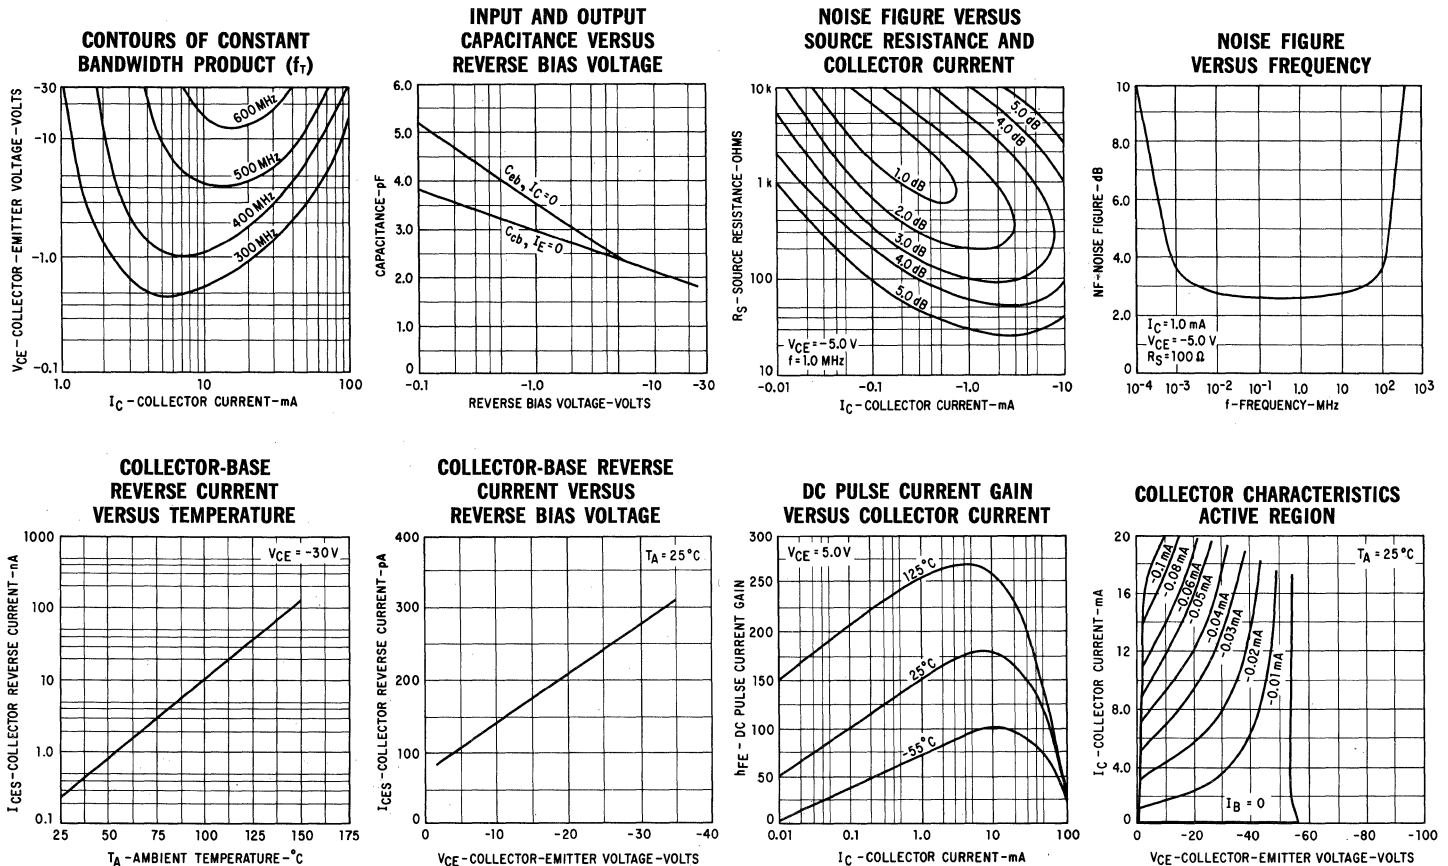 CONTOURS OF CONSTANT
BANDWIDTH PRODUCT (fT)
VCE-COLLECTOR-EMITTER VOLTAGE-VOLTS
-30
-10
-1.0
-0.1
600 MHz
500 MHz
400 MHz
300 MHz
1.0
10
100
IC-COLLECTOR CURRENT-mA
INPUT AND OUTPUT
CAPACITANCE VERSUS
REVERSE BIAS VOLTAGE
CAPACITANCE-pF
6.0
5.0
4.0
3.0
2.0
1.0
0
Ceb, IC=0
Ccb, IE=0
-0.1
-1.0
-10
-30
REVERSE BIAS VOLTAGE-VOLTS
NOISE FIGURE VERSUS
SOURCE RESISTANCE AND
COLLECTOR CURRENT
RS-SOURCE RESISTANCE-OHMS
10 k
1 k
100
10
5.0 dB
4.0 dB
1.0 dB
2.0 dB
3.0 dB
4.0 dB
5.0 dB
VCE=-5.0 V
f=1.0 MHz
-0.01
-0.1
-1.0
-10
IC-COLLECTOR CURRENT-mA
NOISE FIGURE
VERSUS FREQUENCY
NF-NOISE FIGURE-dB
10
8.0
6.0
4.0
2.0
0
IC=1.0 mA
VCE=-5.0 V
RS=100 Ω
10-4
10-3
10-2
10-1
1.0
10
102
103
f-FREQUENCY-MHz
COLLECTOR-BASE
REVERSE CURRENT
VERSUS TEMPERATURE
ICES-COLLECTOR REVERSE CURRENT-nA
1000
100
10
1.0
0.1
VCE=-30V
25
50
75
100
125
150
175
TA-AMBIENT TEMPERATURE-°C
COLLECTOR-BASE REVERSE
CURRENT VERSUS
REVERSE BIAS VOLTAGE
ICES-COLLECTOR REVERSE CURRENT-pA
400
300
200
100
0
TA=25°C
0
-10
-20
-30
-40
VCE-COLLECTOR-EMITTER VOLTAGE-VOLTS
DC PULSE CURRENT GAIN
VERSUS COLLECTOR CURRENT
hFE-DC PULSE CURRENT GAIN
300
250
200
150
100
50
0
VCE=5.0V
125°C
25°C
-55°C
0.01
0.1
1.0
10
100
IC-COLLECTOR CURRENT-mA
COLLECTOR CHARACTERISTICS
ACTIVE REGION
IC-COLLECTOR CURRENT-mA
20
16
12
8.0
4.0
0
TA=25°C
-0.1 mA
-0.08 mA
-0.06 mA
-0.05 mA
-0.04 mA
-0.03 mA
-0.02 mA
-0.01 mA
IB=0
0
-20
-40
-60
-80
-100
VCE-COLLECTOR-EMITTER VOLTAGE-VOLTS